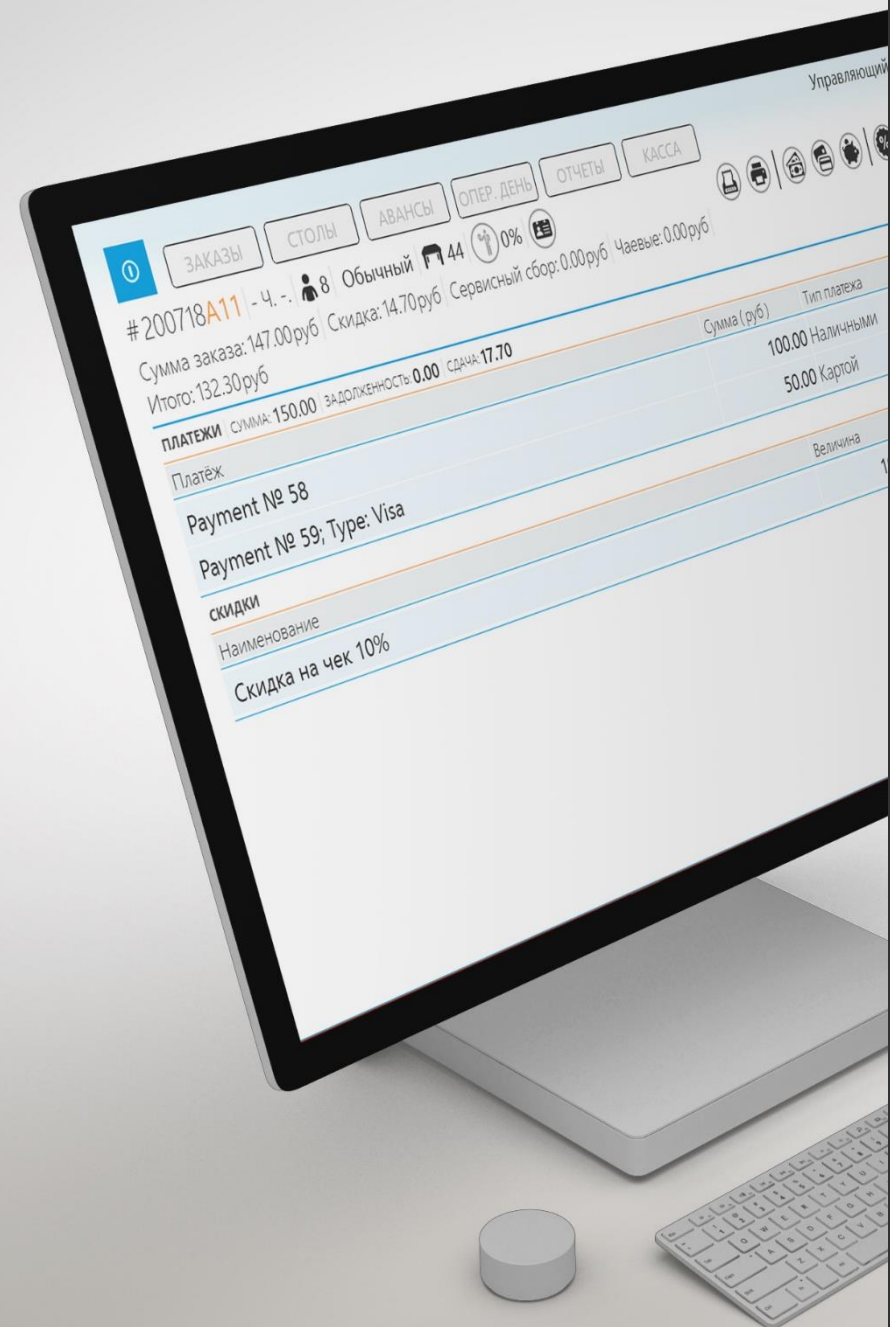 Управляющий
ЗАКАЗЫ СТОЛЫ АВАНСЫ ОПЕР. ДЕНЬ ОТЧЕТЫ КАССА
#200718A11 - Ч. -. 8 Обычный 44 0%
Сумма заказа: 147.00руб Скидка: 14.70руб Сервисный сбор: 0.00руб Чаевые: 0.00руб
Итого: 132.30руб
ПЛАТЕЖИ СУММА: 150.00 ЗАДОЛЖЕННОСТЬ: 0.00 СДАЧА: 17.70
Платёж Сумма ( руб ) Тип платежа
Payment № 58 100.00 Наличными
Payment № 59; Type: Visa 50.00 Картой
СКИДКИ
Наименование Величина
Скидка на чек 10%